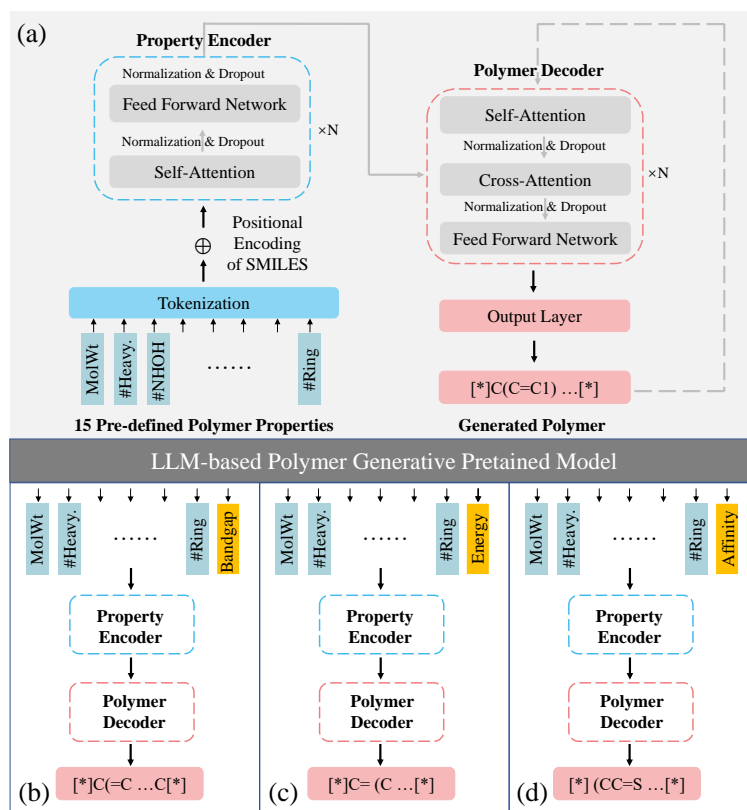 (a)
Property Encoder
Normalization & Dropout
Feed Forward Network
Normalization & Dropout
Self-Attention
×N
Positional
Encoding
of SMILES
Tokenization
MolWt
#Heavy.
#NHOH
......
#Ring
15 Pre-defined Polymer Properties
Polymer Decoder
Self-Attention
Normalization & Dropout
Cross-Attention
Normalization & Dropout
Feed Forward Network
×N
Output Layer
[*]C(C=C1) ...[*]
Generated Polymer
LLM-based Polymer Generative Pretained Model
MolWt
#Heavy.
......
#Ring
Bandgap
Property
Encoder
Polymer
Decoder
(b)
[*]C(=C ...C[*]
MolWt
#Heavy.
......
#Ring
Energy
Property
Encoder
Polymer
Decoder
(c)
[*]C= (C ...[*]
MolWt
#Heavy.
......
#Ring
Affinity
Property
Encoder
Polymer
Decoder
(d)
[*] (CC=S ...[*]